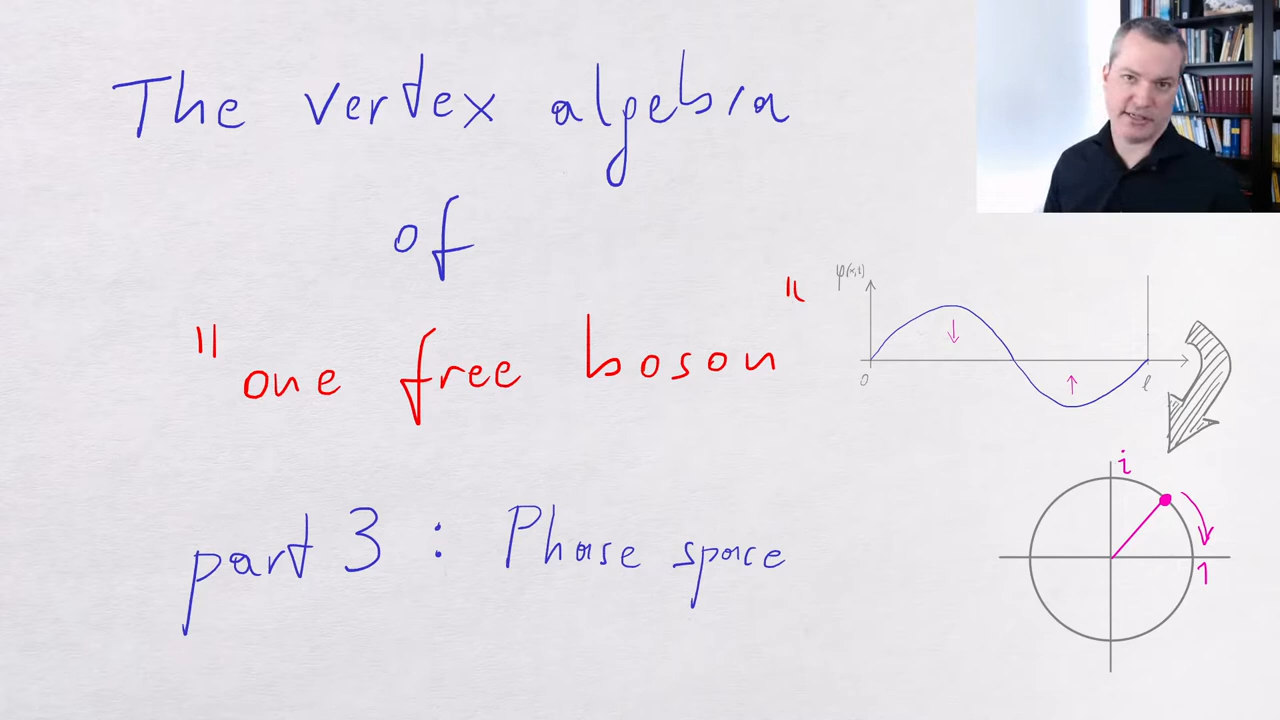 The vertex algebra
of
"one free boson"
part 3 : Phase space
φ(x,t)
0
ℓ
i
1